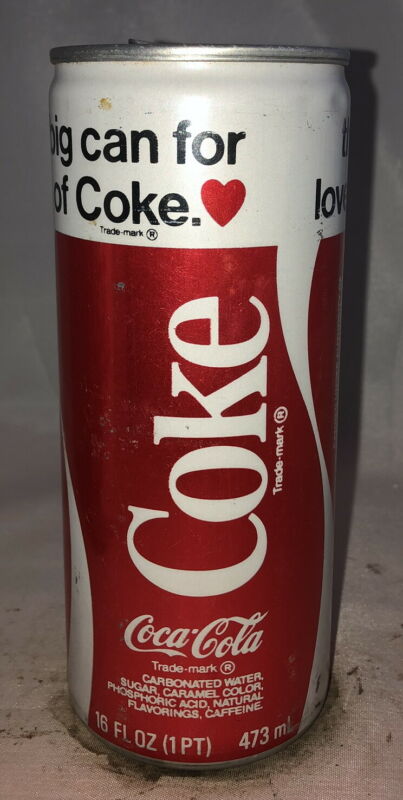 big can for
of Coke.
Trade-mark ®
Coke
Trade-mark ®
Coca-Cola
Trade-mark ®
CARBONATED WATER,
SUGAR, CARAMEL COLOR,
PHOSPHORIC ACID, NATURAL
FLAVORINGS, CAFFEINE.
16 FL OZ (1 PT) 473 mL